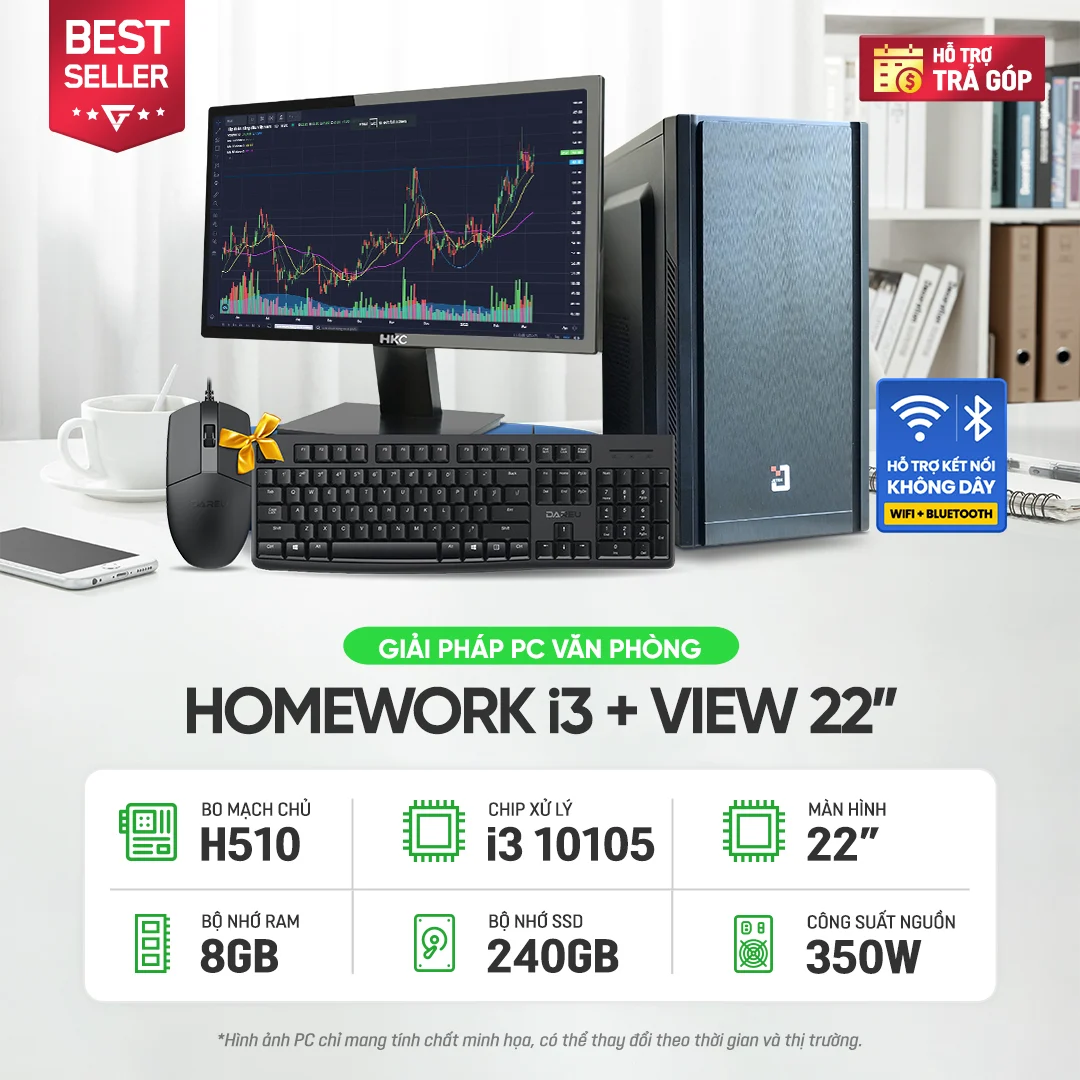 BEST
SELLER
HỖ TRỢ
TRẢ GÓP
HKC
DAREU
HỖ TRỢ KẾT NỐI
KHÔNG DÂY
WIFI + BLUETOOTH
GIẢI PHÁP PC VĂN PHÒNG
HOMEWORK i3 + VIEW 22"
BO MẠCH CHỦ
H510
CHIP XỬ LÝ
i3 10105
MÀN HÌNH
22"
BỘ NHỚ RAM
8GB
BỘ NHỚ SSD
240GB
CÔNG SUẤT NGUỒN
350W
*Hình ảnh PC chỉ mang tính chất minh họa, có thể thay đổi theo thời gian và thị trường.